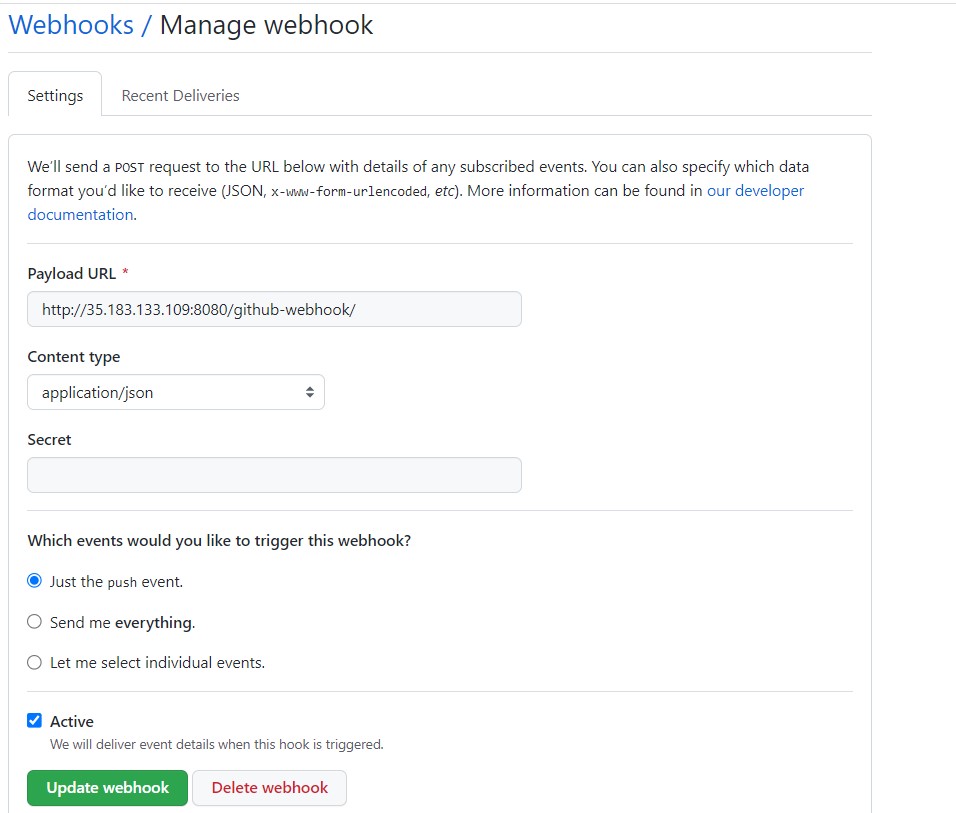 Webhooks / Manage webhook
Settings
Recent Deliveries
We'll send a POST request to the URL below with details of any subscribed events. You can also specify which data
format you'd like to receive (JSON, x-www-form-urlencoded, etc). More information can be found in our developer
documentation.
Payload URL *
http://35.183.133.109:8080/github-webhook/
Content type
application/json
Secret
Which events would you like to trigger this webhook?
Just the push event.
Send me everything.
Let me select individual events.
Active
We will deliver event details when this hook is triggered.
Update webhook
Delete webhook